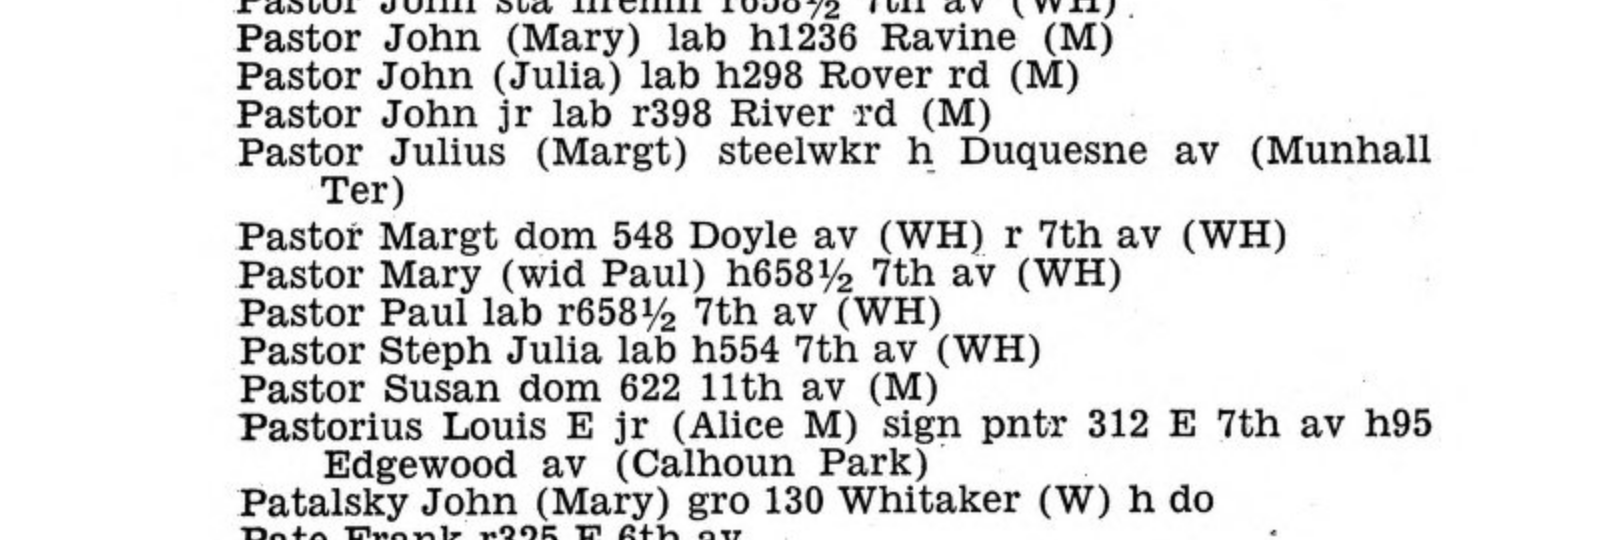 Pastor John sta firemn r658½ 7th av (WH)
Pastor John (Mary) lab h1236 Ravine (M)
Pastor John (Julia) lab h298 Rover rd (M)
Pastor John jr lab r398 River rd (M)
Pastor Julius (Margt) steelwkr h Duquesne av (Munhall
Ter)
Pastor Margt dom 548 Doyle av (WH) r 7th av (WH)
Pastor Mary (wid Paul) h658½ 7th av (WH)
Pastor Paul lab r658½ 7th av (WH)
Pastor Steph Julia lab h554 7th av (WH)
Pastor Susan dom 622 11th av (M)
Pastorius Louis E jr (Alice M) sign pntr 312 E 7th av h95
Edgewood av (Calhoun Park)
Patalsky John (Mary) gro 130 Whitaker (W) h do
Pate Frank r325 E 6th av